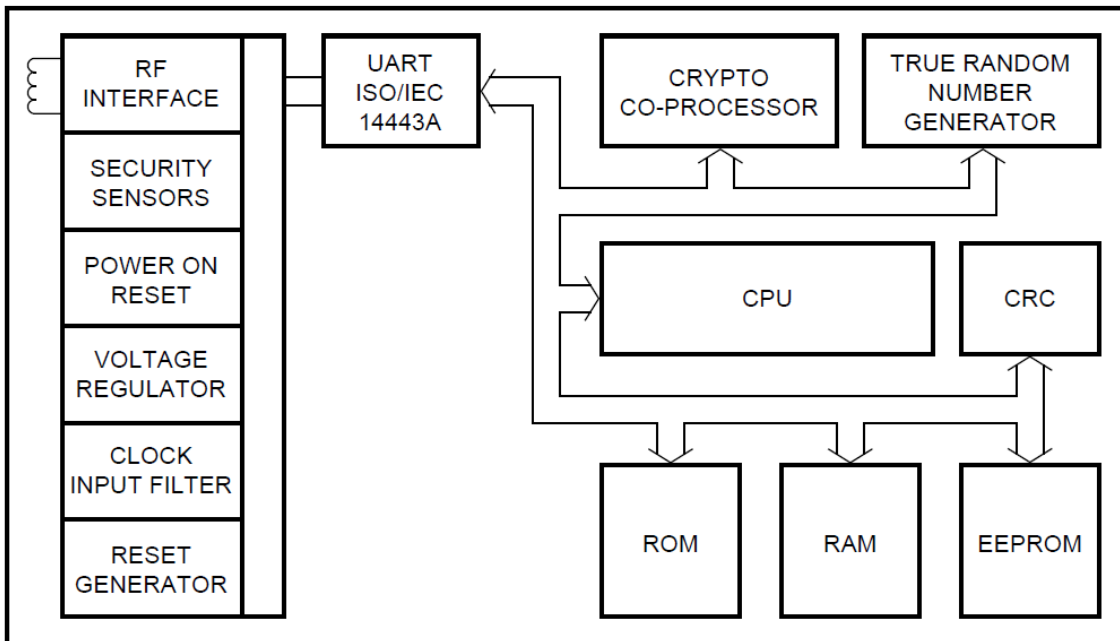 RF
INTERFACE
SECURITY
SENSORS
POWER ON
RESET
VOLTAGE
REGULATOR
CLOCK
INPUT FILTER
RESET
GENERATOR
UART
ISO/IEC
14443A
CRYPTO
CO-PROCESSOR
TRUE RANDOM
NUMBER
GENERATOR
CPU
CRC
ROM
RAM
EEPROM